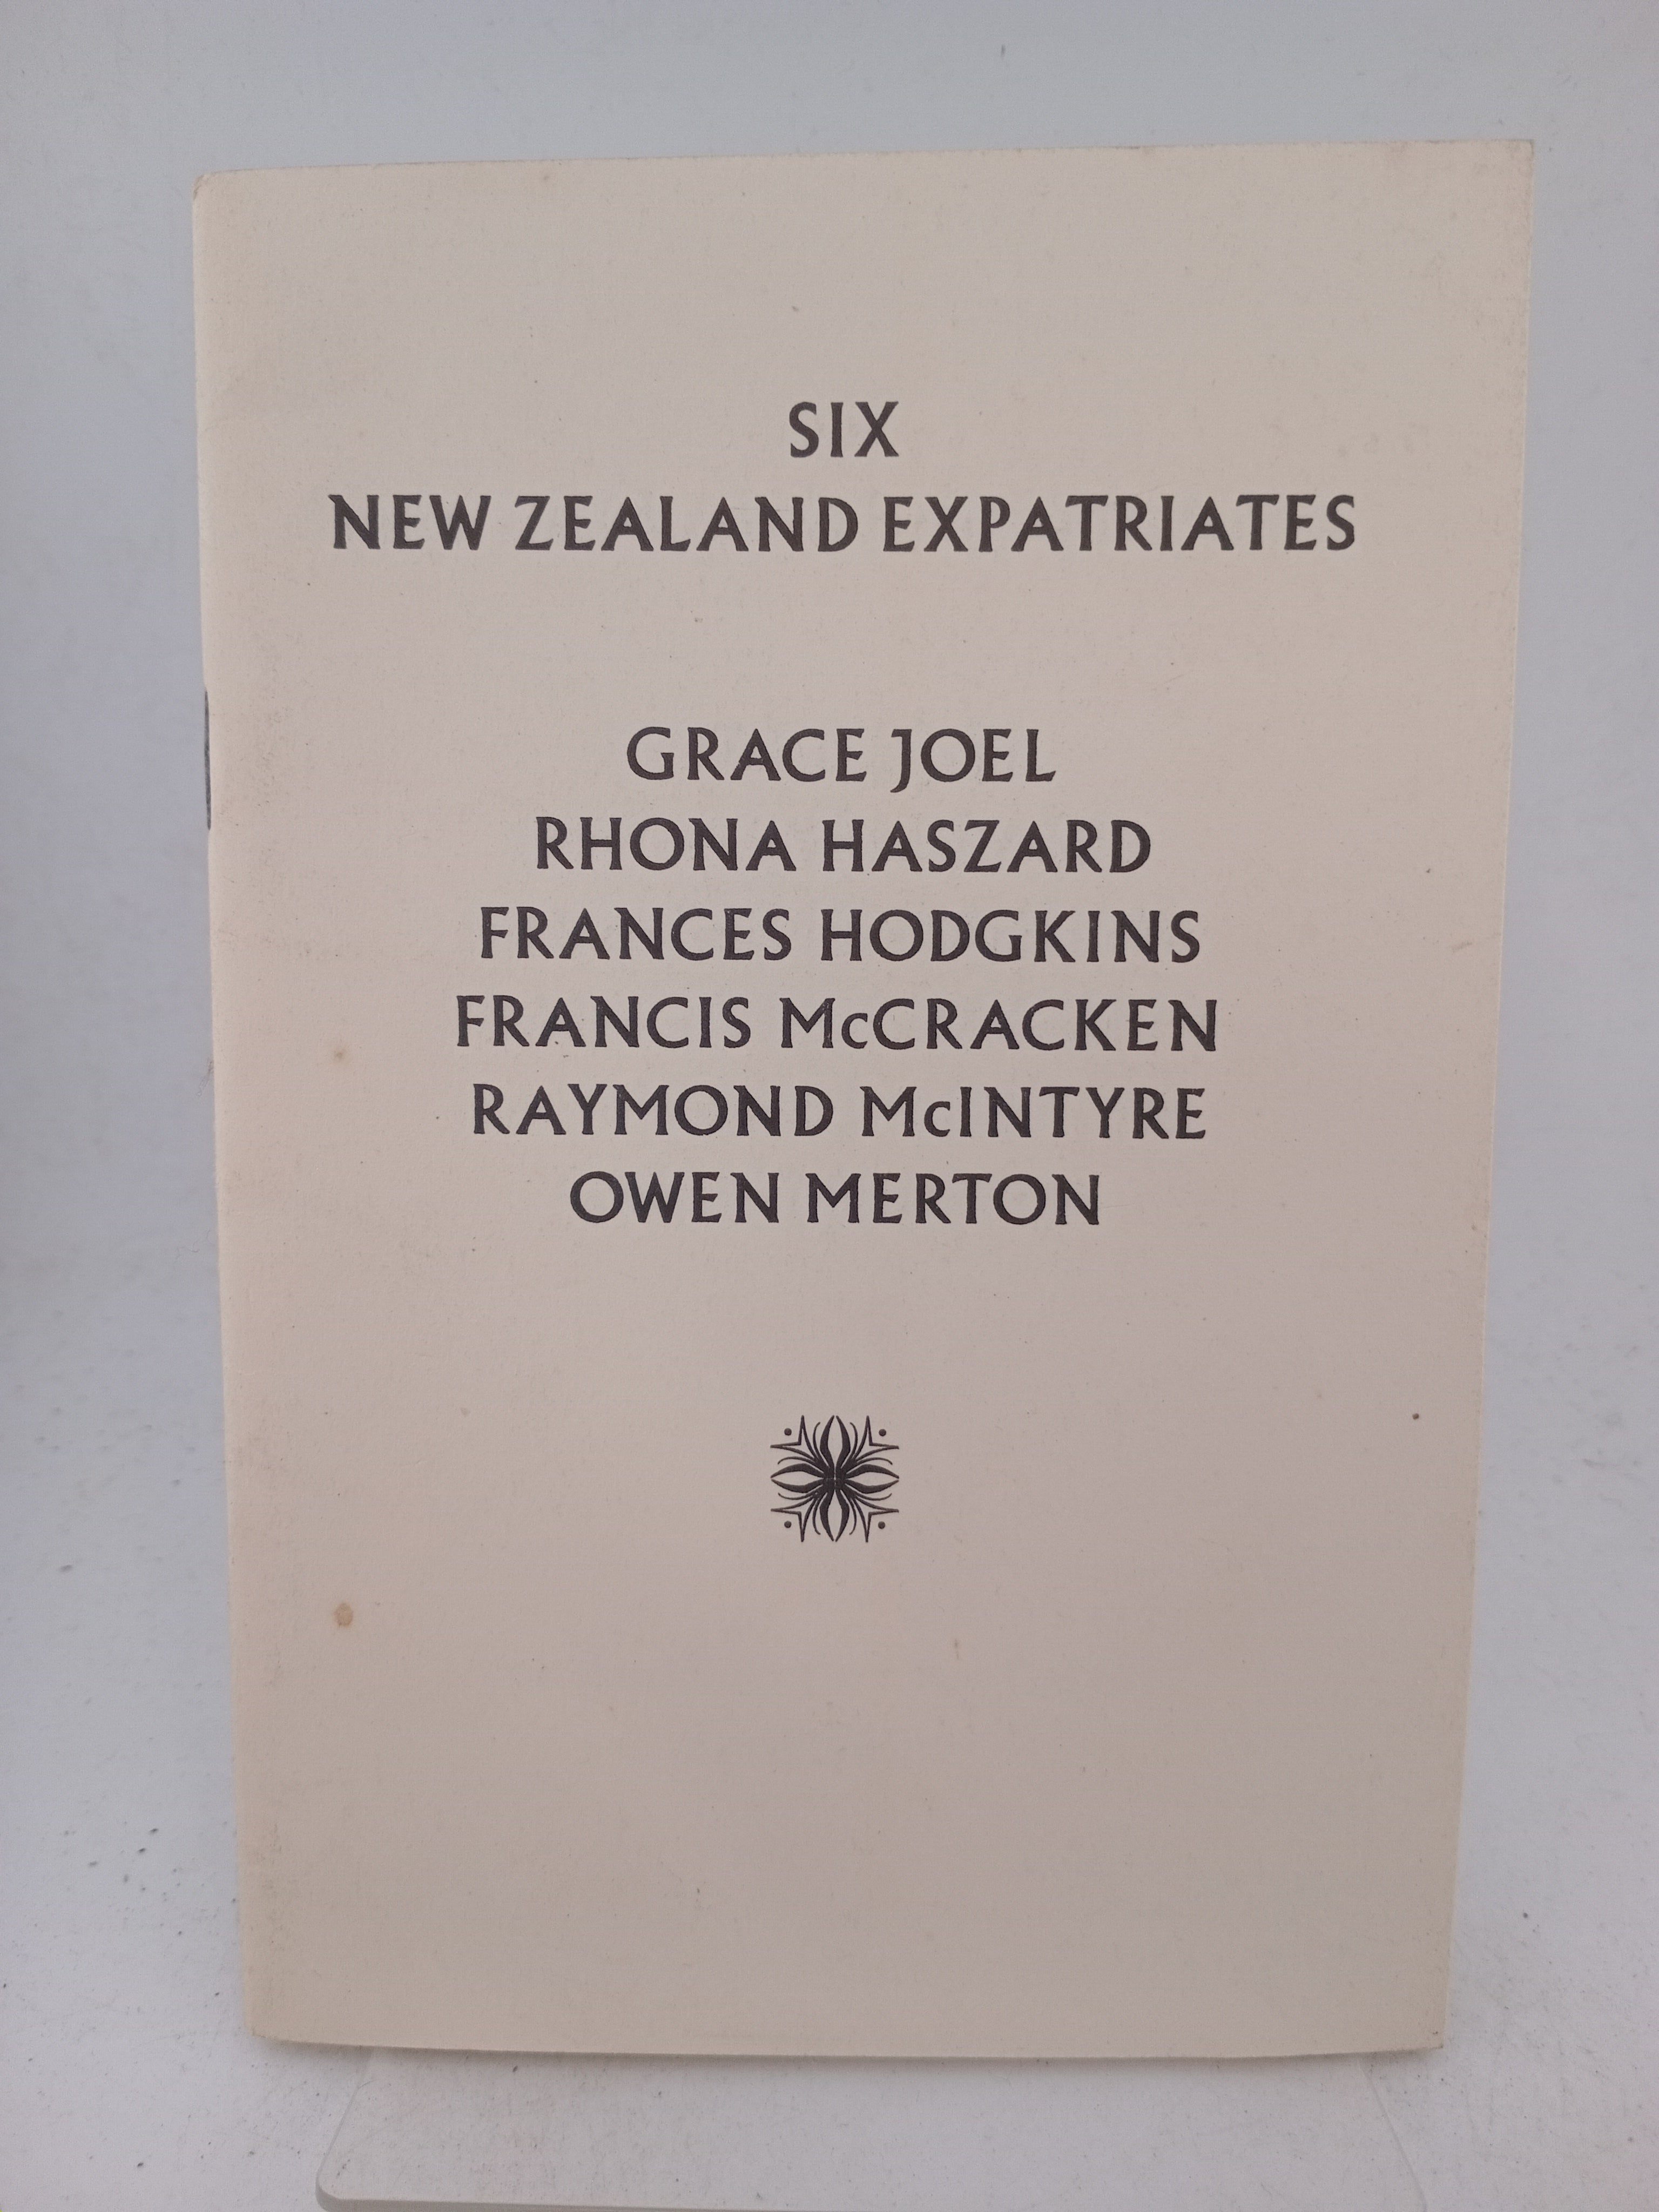 SIX
NEW ZEALAND EXPATRIATES
GRACE JOEL
RHONA HASZARD
FRANCES HODGKINS
FRANCIS McCRACKEN
RAYMOND McINTYRE
OWEN MERTON